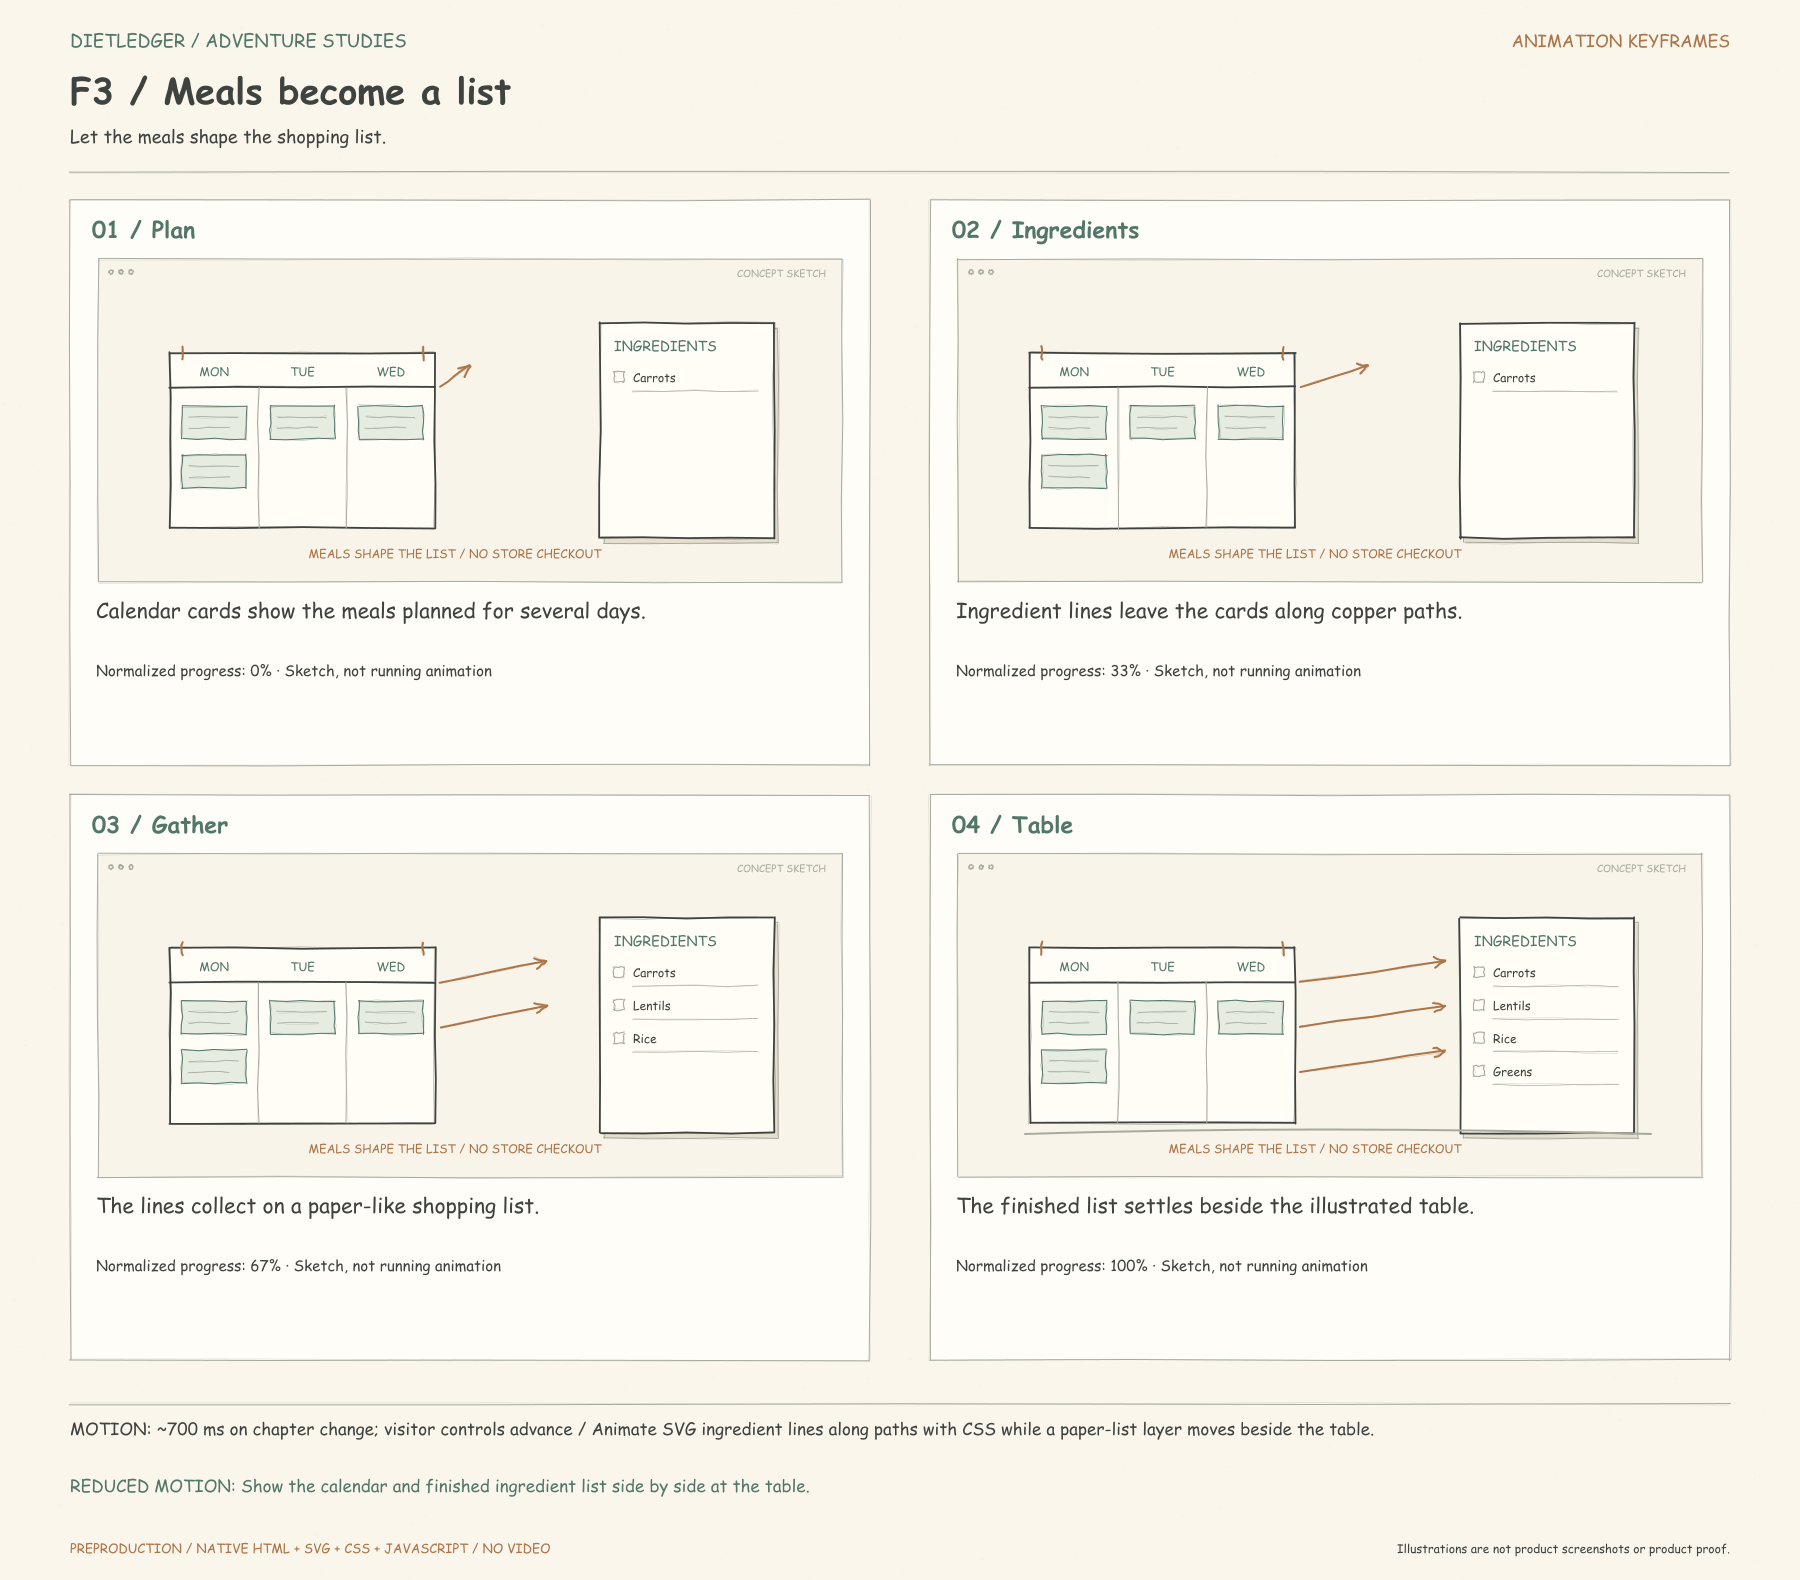 DIETLEDGER / ADVENTURE STUDIES
ANIMATION KEYFRAMES
F3 / Meals become a list
Let the meals shape the shopping list.
01 / Plan
CONCEPT SKETCH
MON TUE WED
INGREDIENTS
Carrots
MEALS SHAPE THE LIST / NO STORE CHECKOUT
Calendar cards show the meals planned for several days.
Normalized progress: 0% · Sketch, not running animation
02 / Ingredients
CONCEPT SKETCH
MON TUE WED
INGREDIENTS
Carrots
MEALS SHAPE THE LIST / NO STORE CHECKOUT
Ingredient lines leave the cards along copper paths.
Normalized progress: 33% · Sketch, not running animation
03 / Gather
CONCEPT SKETCH
MON TUE WED
INGREDIENTS
Carrots
Lentils
Rice
MEALS SHAPE THE LIST / NO STORE CHECKOUT
The lines collect on a paper-like shopping list.
Normalized progress: 67% · Sketch, not running animation
04 / Table
CONCEPT SKETCH
MON TUE WED
INGREDIENTS
Carrots
Lentils
Rice
Greens
MEALS SHAPE THE LIST / NO STORE CHECKOUT
The finished list settles beside the illustrated table.
Normalized progress: 100% · Sketch, not running animation
MOTION: ~700 ms on chapter change; visitor controls advance / Animate SVG ingredient lines along paths with CSS while a paper-list layer moves beside the table.
REDUCED MOTION: Show the calendar and finished ingredient list side by side at the table.
PREPRODUCTION / NATIVE HTML + SVG + CSS + JAVASCRIPT / NO VIDEO
Illustrations are not product screenshots or product proof.